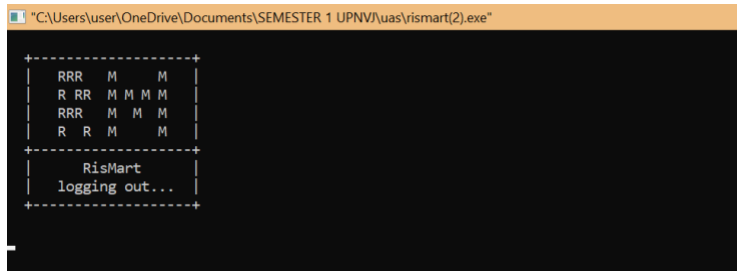 "C:\Users\user\OneDrive\Documents\SEMESTER 1 UPNVJ\uas\rismart(2).exe"
+-------------------+
|   RRR   M     M   |
|   R RR  M M M M   |
|   RRR   M  M  M   |
|   R  R  M     M   |
+-------------------+
|      RisMart      |
|   logging out...  |
+-------------------+